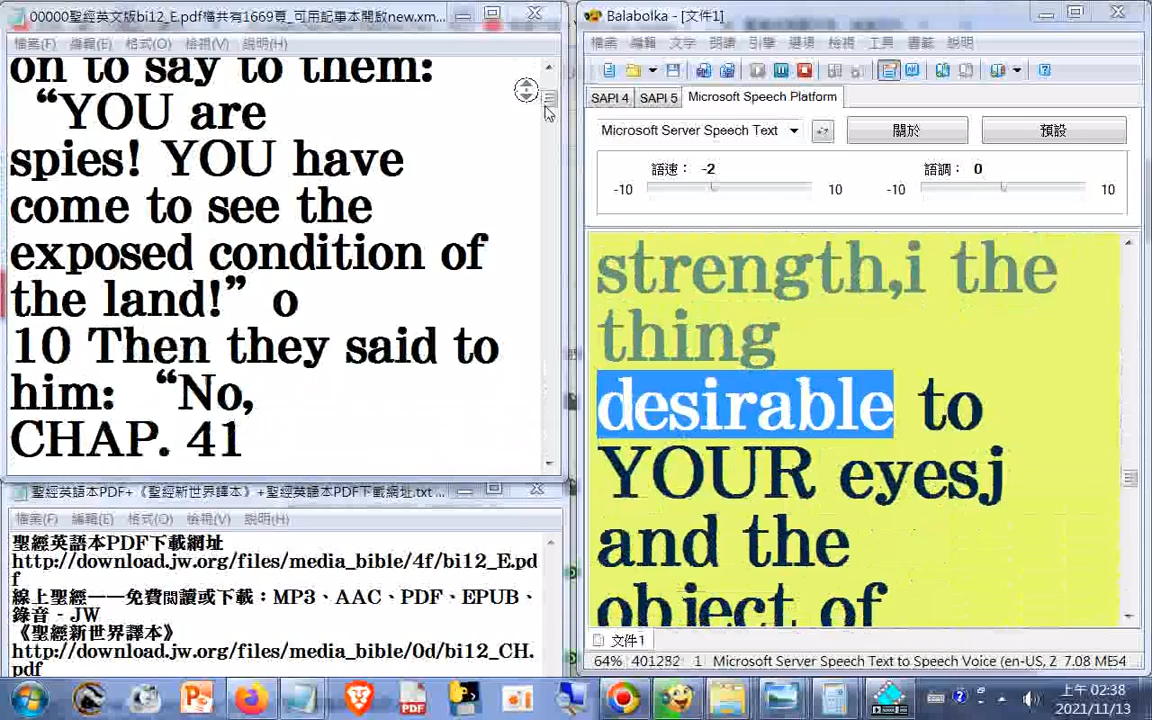 00000聖經英文版bi12_E.pdf檔共有1669頁_可用記事本開啟new.xm...
檔案(F) 編輯(E) 格式(O) 檢視(V) 說明(H)
on to say to them:
“YOU are
spies! YOU have
come to see the
exposed condition of
the land!” o
10 Then they said to
him: “No,
CHAP. 41
聖經英語本PDF+《聖經新世界譯本》+聖經英語本PDF下載網址.txt ...
檔案(F) 編輯(E) 格式(O) 檢視(V) 說明(H)
聖經英語本PDF下載網址
http://download.jw.org/files/media_bible/4f/bi12_E.pd
f
線上聖經——免費閱讀或下載：MP3、AAC、PDF、EPUB、
錄音 - JW
《聖經新世界譯本》
http://download.jw.org/files/media_bible/0d/bi12_CH.
pdf
Balabolka - [文件1]
檔案 編輯 文字 朗讀 引擎 選項 檢視 工具 書籤 說明
SAPI 4 SAPI 5 Microsoft Speech Platform
Microsoft Server Speech Text 關於 預設
語速： -2 語調： 0
-10 10 -10 10
strength,i the
thing
desirable to
YOUR eyesj
and the
object of
文件1
64% 401282 1 Microsoft Server Speech Text to Speech Voice (en-US, Z 7.08 ME54
上午 02:38
2021/11/13